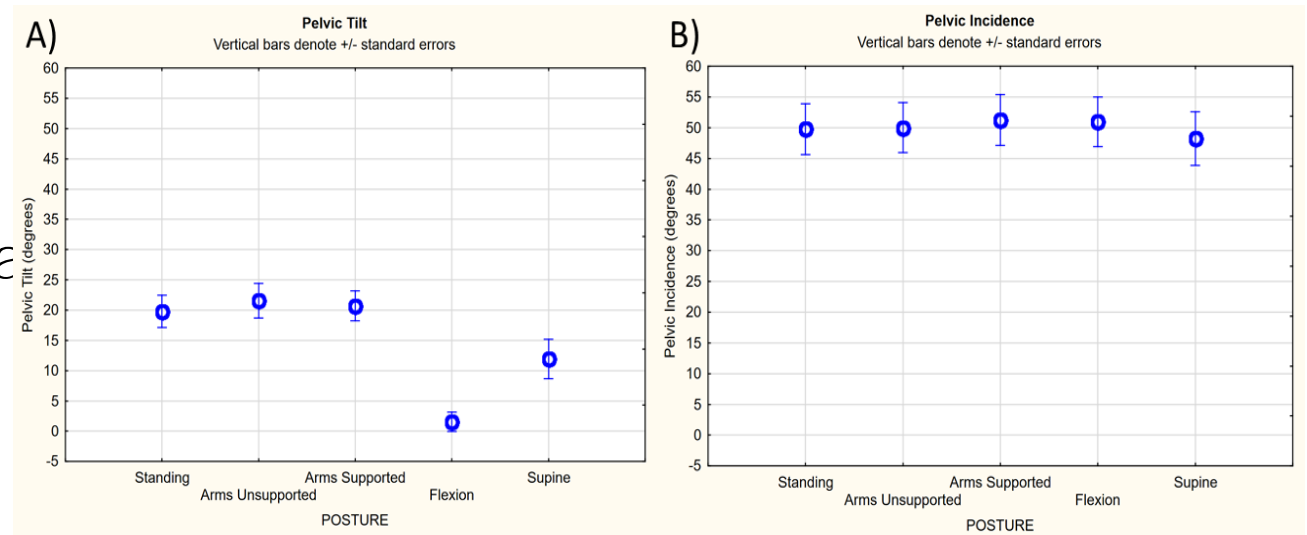 A)
Pelvic Tilt
Vertical bars denote +/- standard errors
60
55
50
45
40
35
30
25
20
15
10
5
0
-5
Pelvic Tilt (degrees)
Standing
Arms Unsupported
Arms Supported
Flexion
Supine
POSTURE
B)
Pelvic Incidence
Vertical bars denote +/- standard errors
60
55
50
45
40
35
30
25
20
15
10
5
0
-5
Pelvic Incidence (degrees)
Standing
Arms Unsupported
Arms Supported
Flexion
Supine
POSTURE